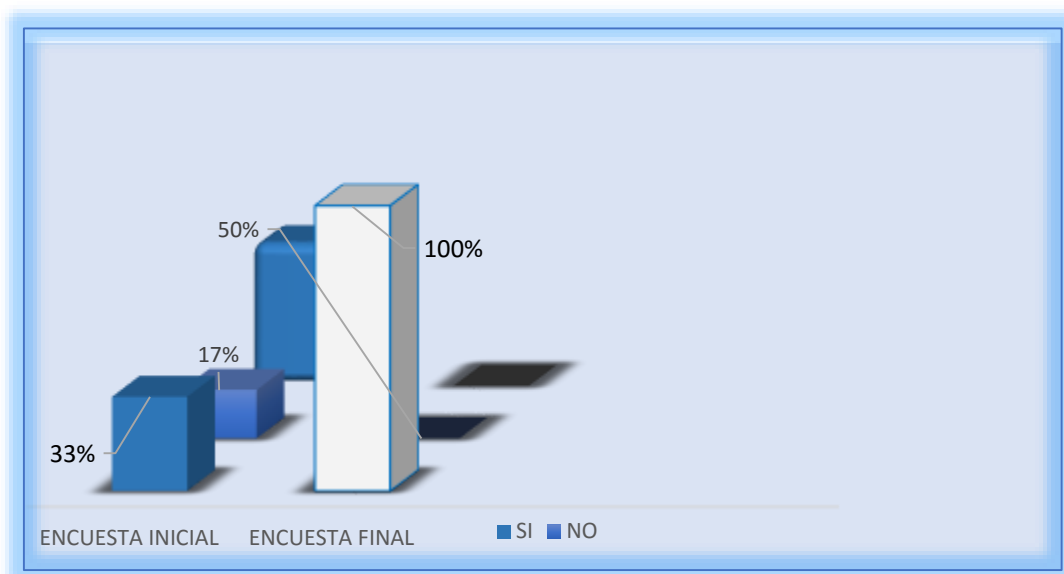 50%
100%
17%
33%
ENCUESTA INICIAL ENCUESTA FINAL SI NO